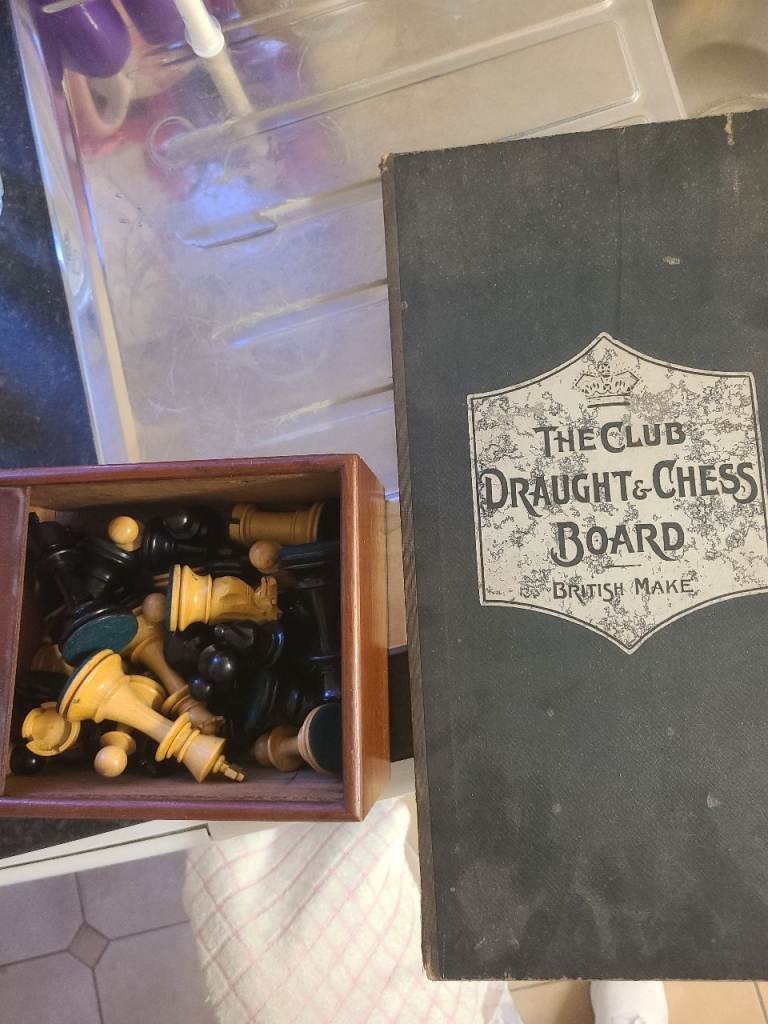 THE CLUB
DRAUGHT & CHESS
BOARD
BRITISH MAKE